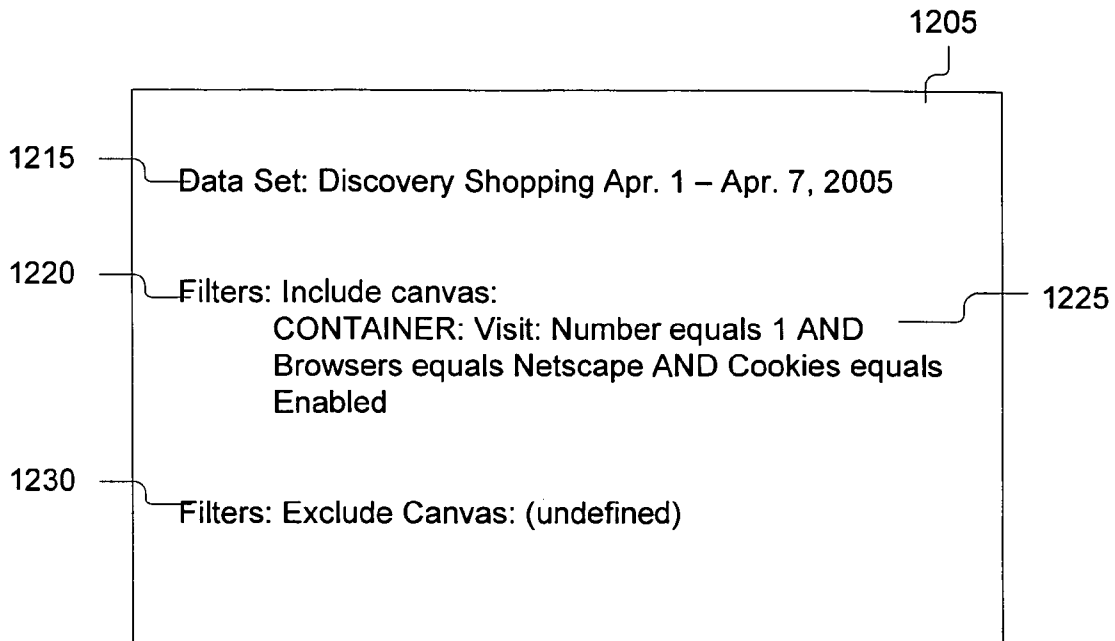 1205
1215
Data Set: Discovery Shopping Apr. 1 – Apr. 7, 2005
1220
Filters: Include canvas:
1225
CONTAINER: Visit: Number equals 1 AND
Browsers equals Netscape AND Cookies equals
Enabled
1230
Filters: Exclude Canvas: (undefined)